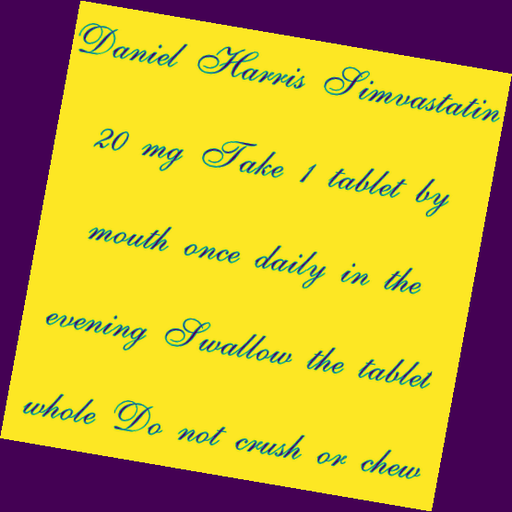 Daniel Harris Simvastatin
20 mg Take 1 tablet by
mouth once daily in the
evening Swallow the tablet
whole Do not crush or chew